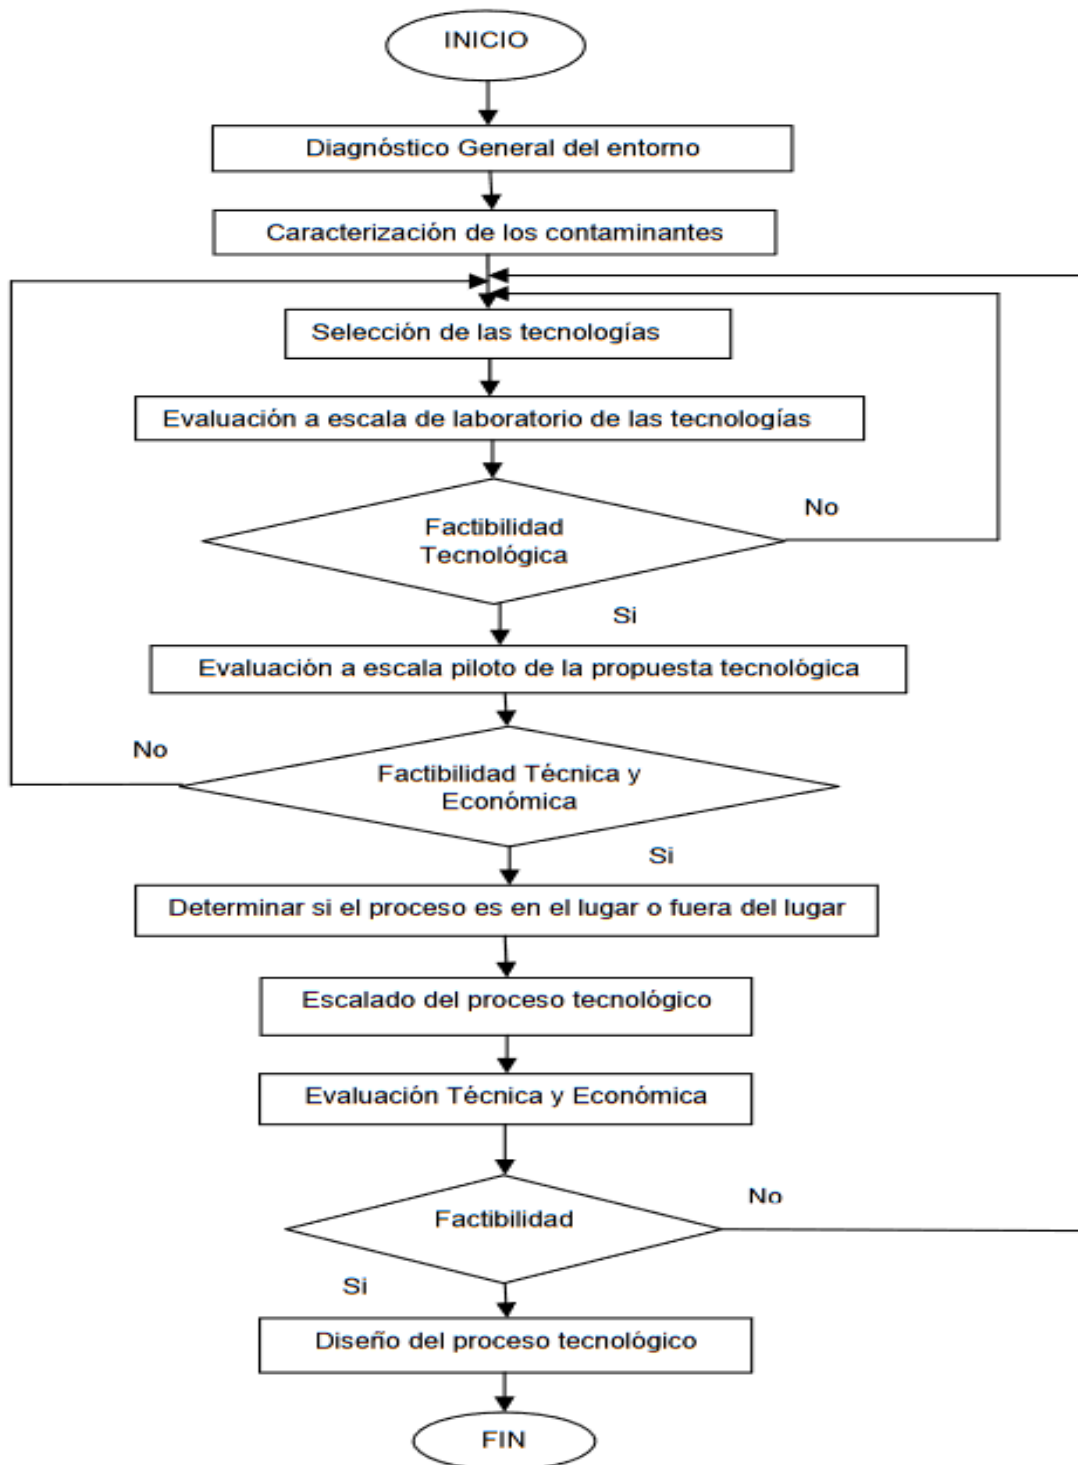 INICIO
Diagnóstico General del entorno
Caracterización de los contaminantes
Selección de las tecnologías
Evaluación a escala de laboratorio de las tecnologías
No
Factibilidad
Tecnológica
Si
Evaluación a escala piloto de la propuesta tecnológica
No
Factibilidad Técnica y
Económica
Si
Determinar si el proceso es en el lugar o fuera del lugar
Escalado del proceso tecnológico
Evaluación Técnica y Económica
No
Factibilidad
Si
Diseño del proceso tecnológico
FIN